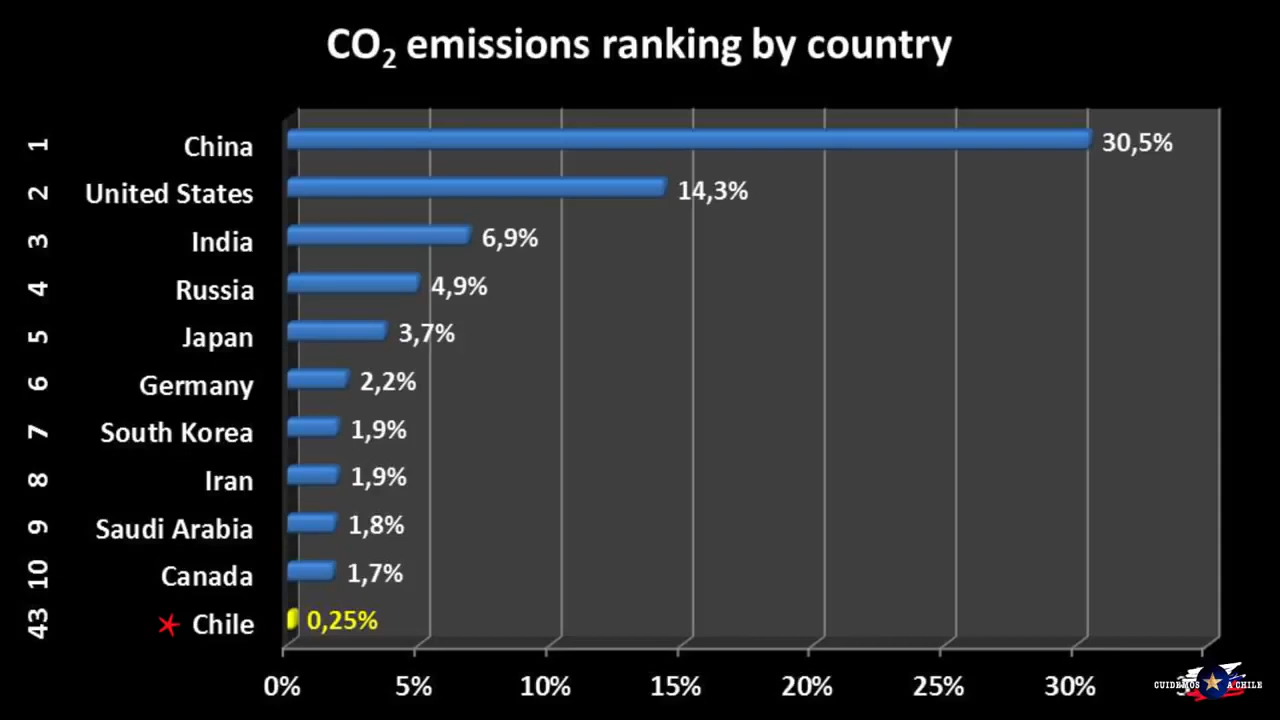 CO₂ emissions ranking by country
1 China 30,5%
2 United States 14,3%
3 India 6,9%
4 Russia 4,9%
5 Japan 3,7%
6 Germany 2,2%
7 South Korea 1,9%
8 Iran 1,9%
9 Saudi Arabia 1,8%
10 Canada 1,7%
43 Chile 0,25%
0% 5% 10% 15% 20% 25% 30%
CUIDEMOS A CHILE